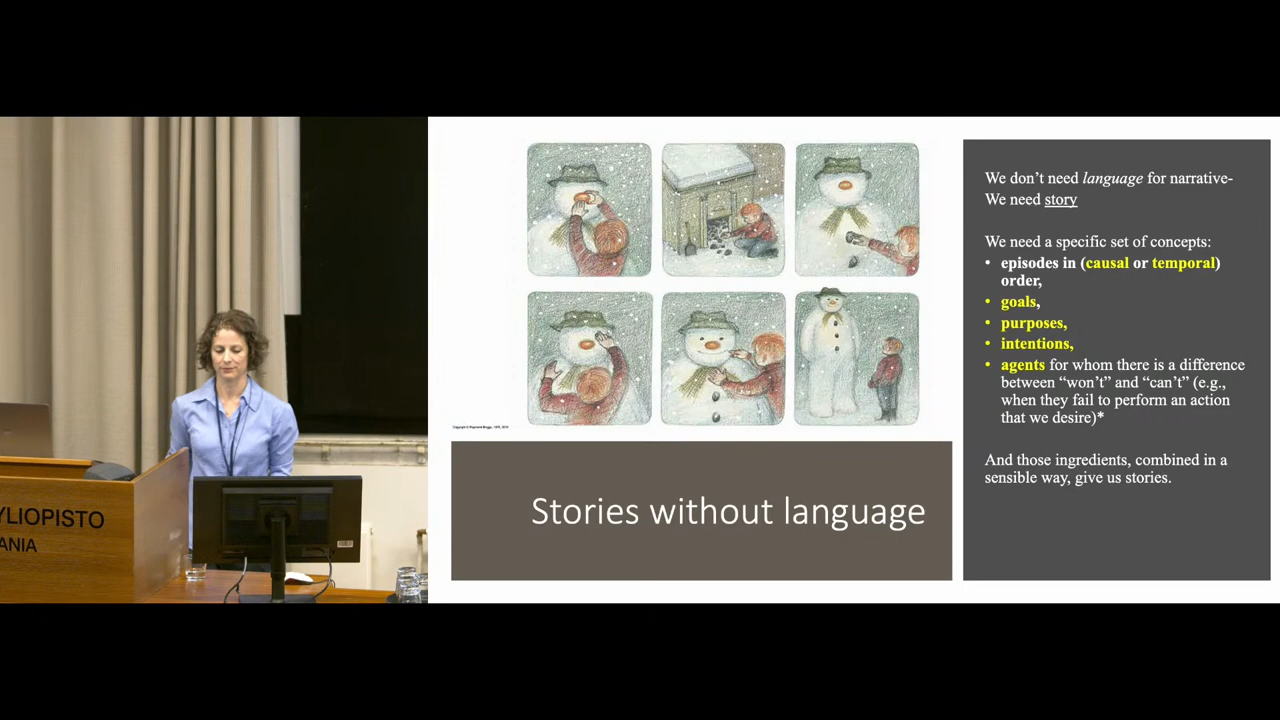 YLIOPISTO
ANIA
Stories without language
We don’t need language for narrative-
We need story
We need a specific set of concepts:
• episodes in (causal or temporal)
order,
• goals,
• purposes,
• intentions,
• agents for whom there is a difference
between “won’t” and “can’t” (e.g.,
when they fail to perform an action
that we desire)*
And those ingredients, combined in a
sensible way, give us stories.